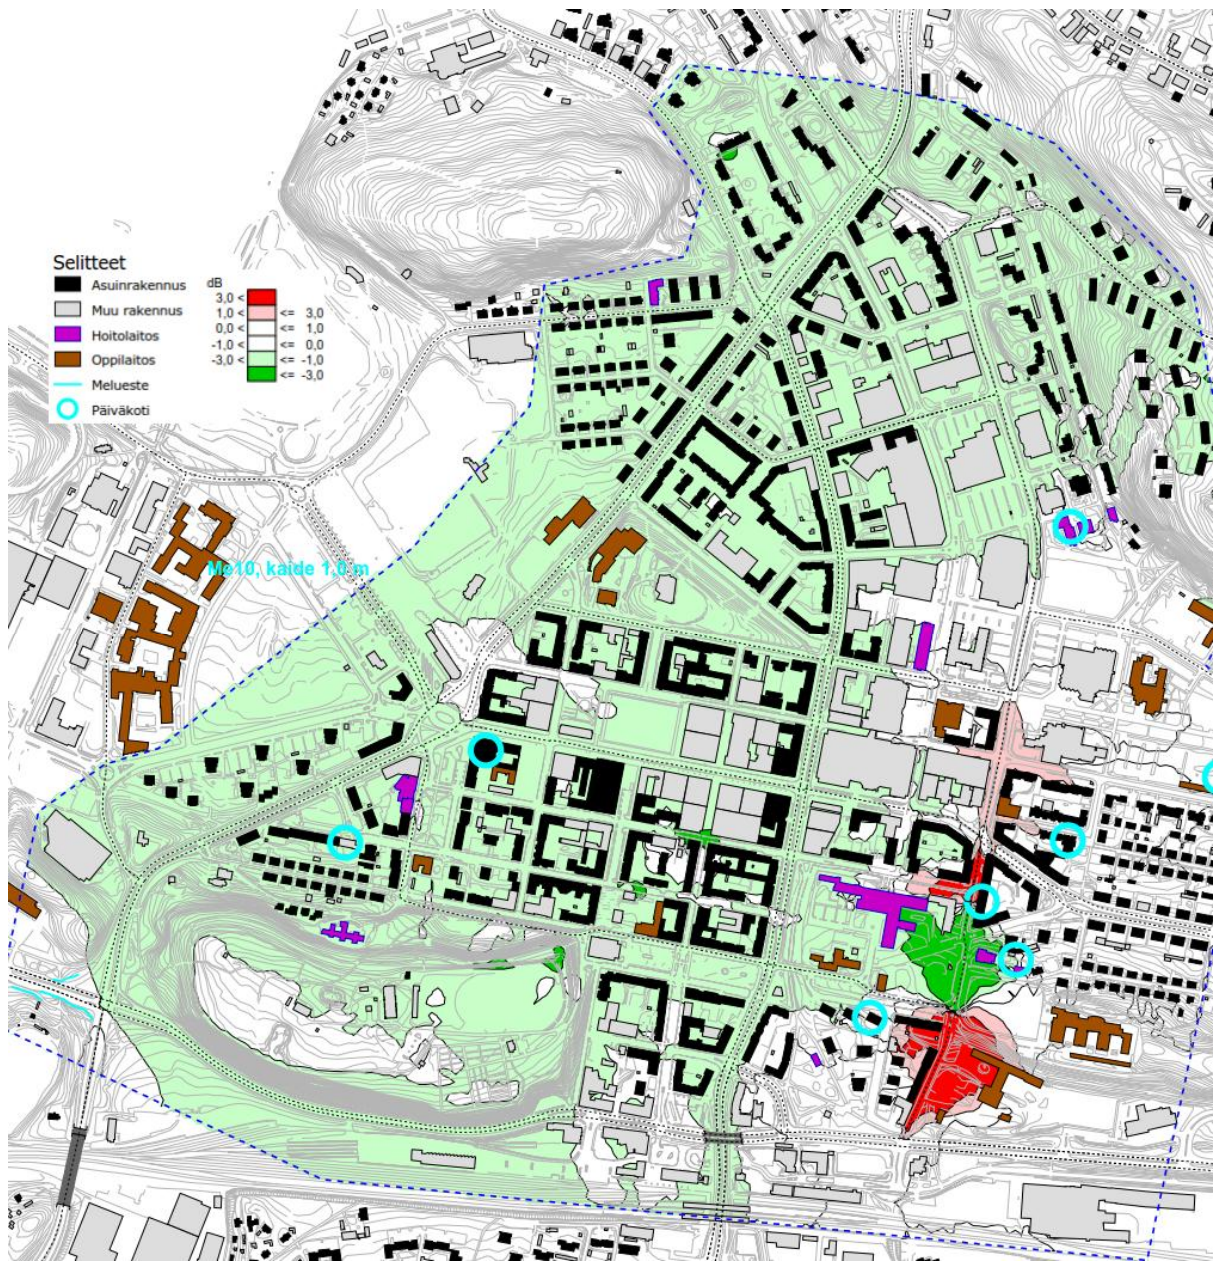 Selitteet
Asuinrakennus
Muu rakennus
Hoitolaitos
Oppilaitos
Melueste
Päiväkoti
dB
3,0 <
1,0 < <= 3,0
0,0 < <= 1,0
-1,0 < <= 0,0
-3,0 < <= -1,0
<= -3,0
Me10, kaide 1,0 m